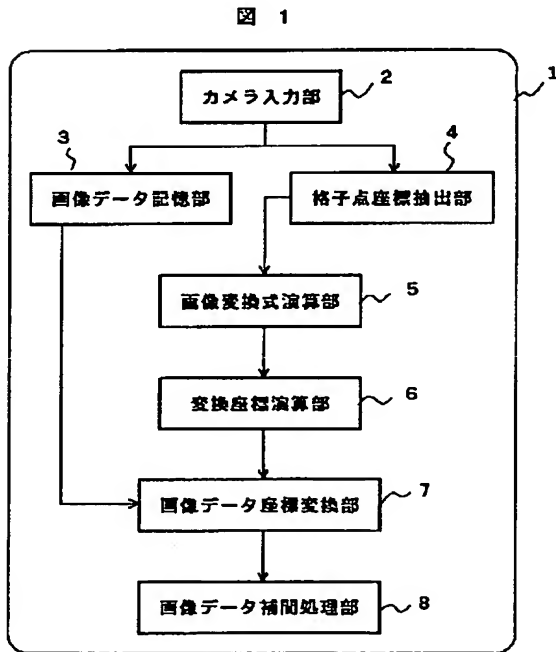 図 1
1
2
カメラ入力部
3
4
画像データ記憶部
格子点座標抽出部
画像変換式演算部
5
変換座標演算部
6
画像データ座標変換部
7
画像データ補間処理部
8